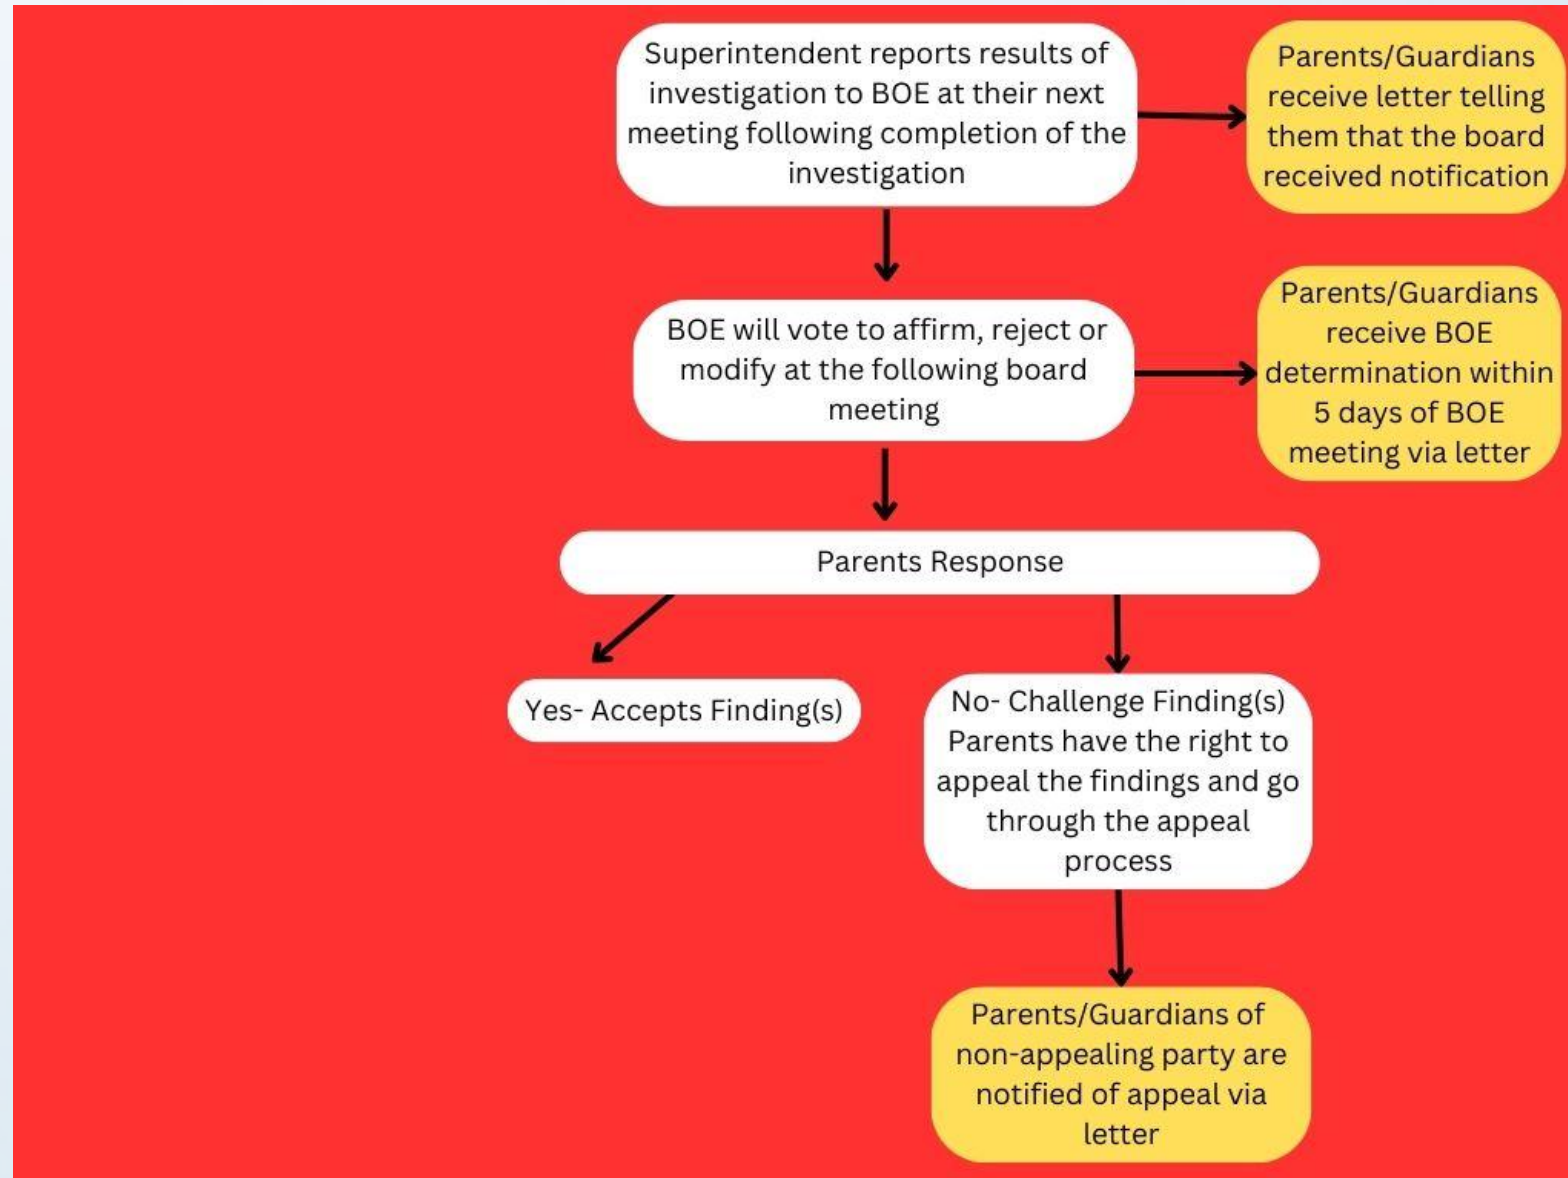 Superintendent reports results of
investigation to BOE at their next
meeting following completion of the
investigation
Parents/Guardians
receive letter telling
them that the board
received notification
BOE will vote to affirm, reject or
modify at the following board
meeting
Parents/Guardians
receive BOE
determination within
5 days of BOE
meeting via letter
Parents Response
Yes- Accepts Finding(s)
No- Challenge Finding(s)
Parents have the right to
appeal the findings and go
through the appeal
process
Parents/Guardians of
non-appealing party are
notified of appeal via
letter